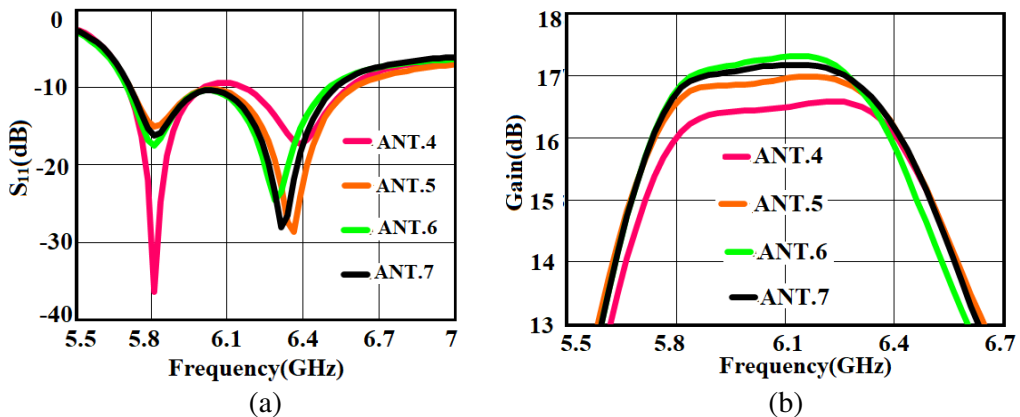 0
-10
-20
-30
-40
S11(dB)
ANT.4
ANT.5
ANT.6
ANT.7
5.5 5.8 6.1 6.4 6.7 7
Frequency(GHz)
(a)
18
17
16
15
14
13
Gain(dB)
ANT.4
ANT.5
ANT.6
ANT.7
5.5 5.8 6.1 6.4 6.7
Frequency(GHz)
(b)